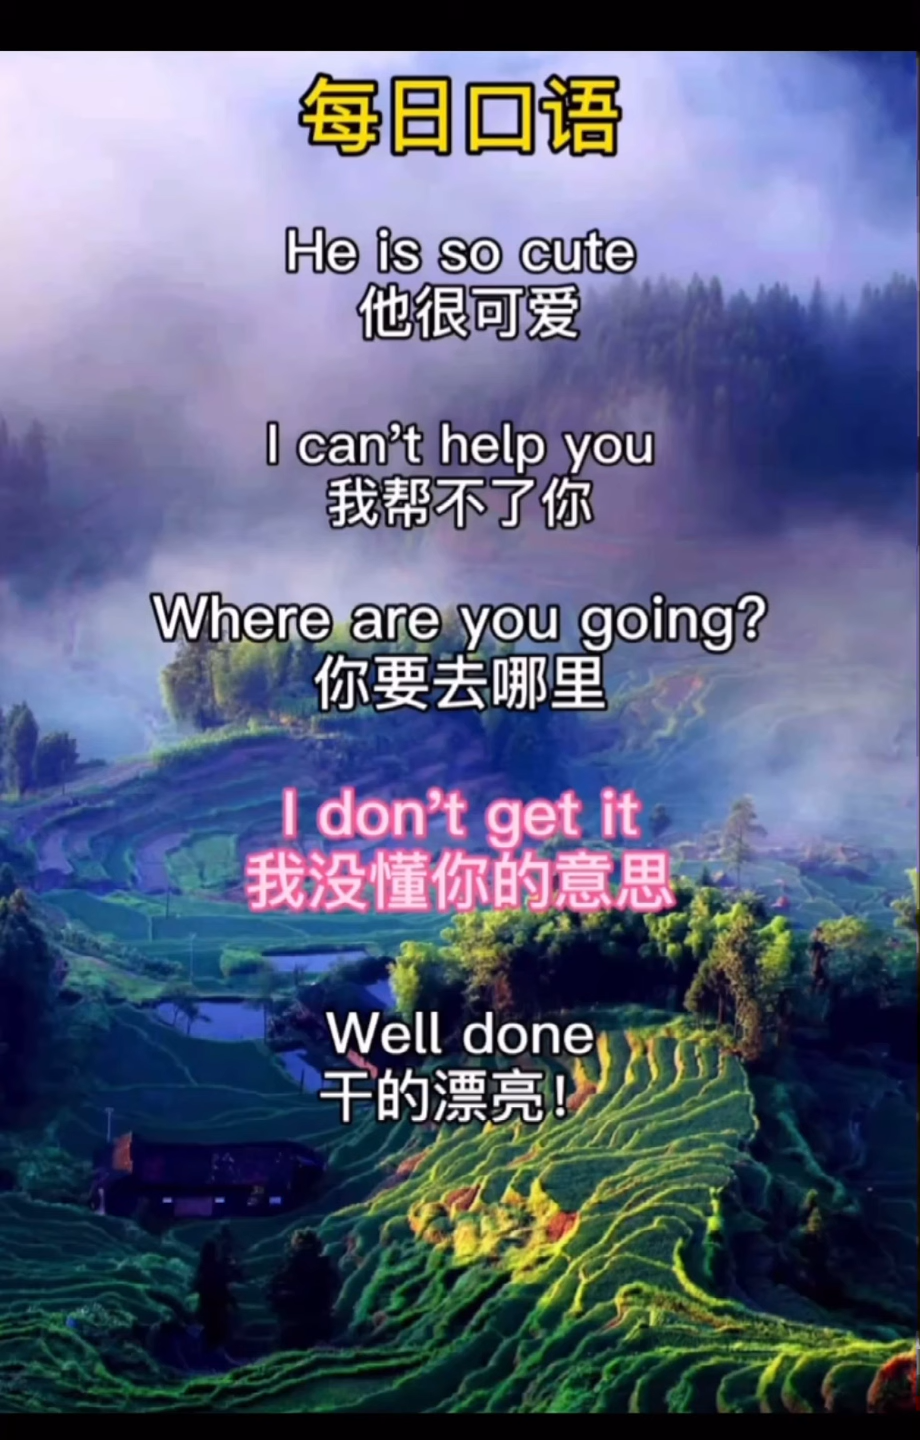 每日口语
He is so cute
他很可爱
I can't help you
我帮不了你
Where are you going?
你要去哪里
I don't get it
我没懂你的意思
Well done
干的漂亮!